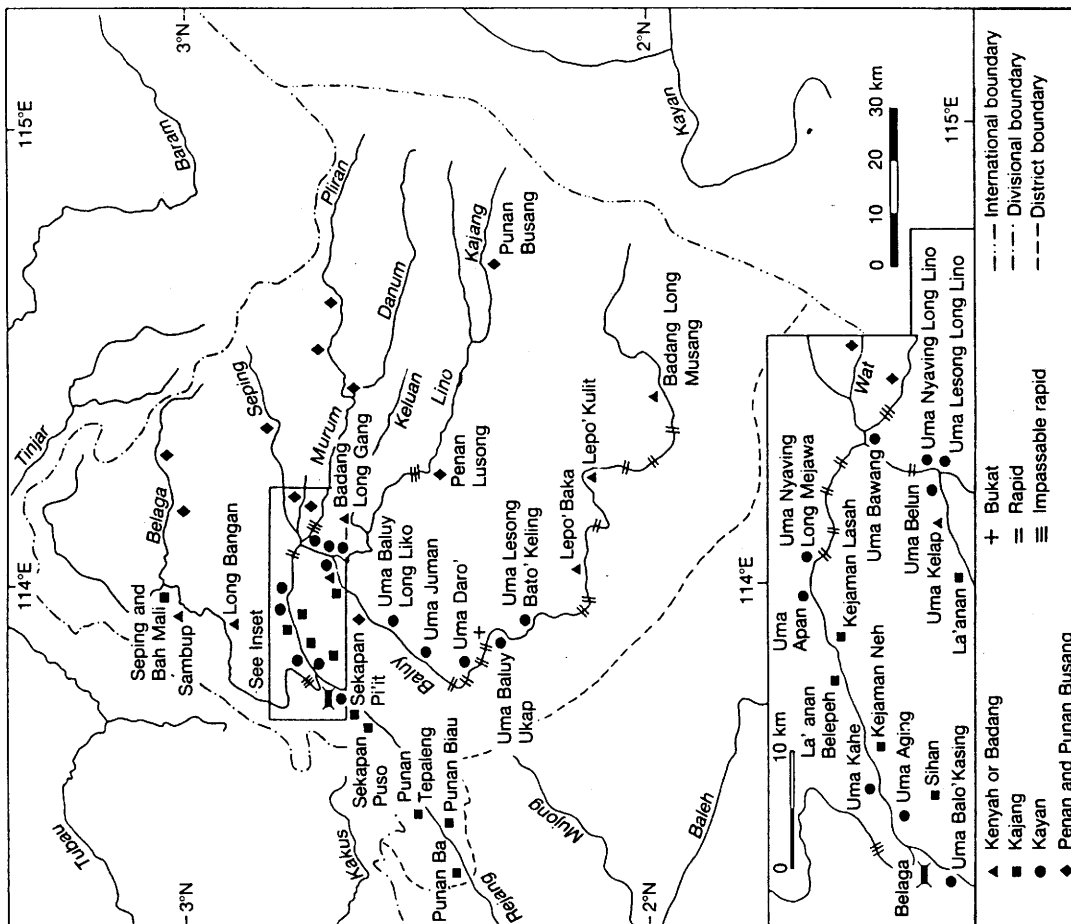 3°N
2°N
115°E
114°E
3°N
2°N
Baram
Tinjar
Kayan
Pliran
Danum
Kajang
Punan
Busang
Seping
Murum
Keluan
Lino
Badang Long
Musang
Belaga
Badang
Long Gang
Penan
Lusong
Lepo' Kulit
Lepo' Baka
Seping and
Bah Mali
Sambup
Long Bangan
See Inset
Uma Baluy
Long Liko
Uma Juman
Uma Daro'
Uma Lesong
Bato' Keling
Baluy
Uma Baluy
Ukap
Sekapan
Pi'it
Sekapan
Puso
Punan
Tepaleng
Punan Biau
Punan Ba
Tubau
Kakus
Rejang
Mujong
Baleh
0 10 20 30 km
0 10 km
Wat
Uma Nyaving
Long Mejawa
Uma
Apan
Kejaman Lasah
Uma Bawang
Uma Nyaving Long Lino
Uma Lesong Long Lino
Uma Belun
Uma Kelap
La'anan
La' anan
Belepeh
Kejaman Neh
Uma Kahe
Uma Aging
Sihan
Belaga
Uma Balo' Kasing
Kenyah or Badang
Kajang
Kayan
Penan and Punan Busang
Bukat
Rapid
Impassable rapid
International boundary
Divisional boundary
District boundary